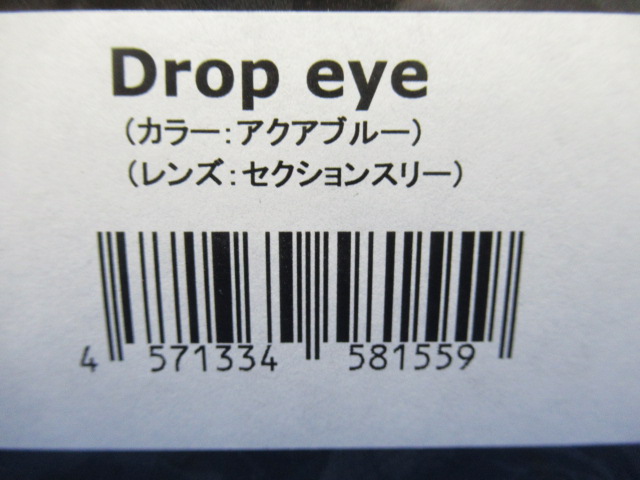 Drop eye
（カラー：アクアブルー）
（レンズ：セクションスリー）
4 571334 581559